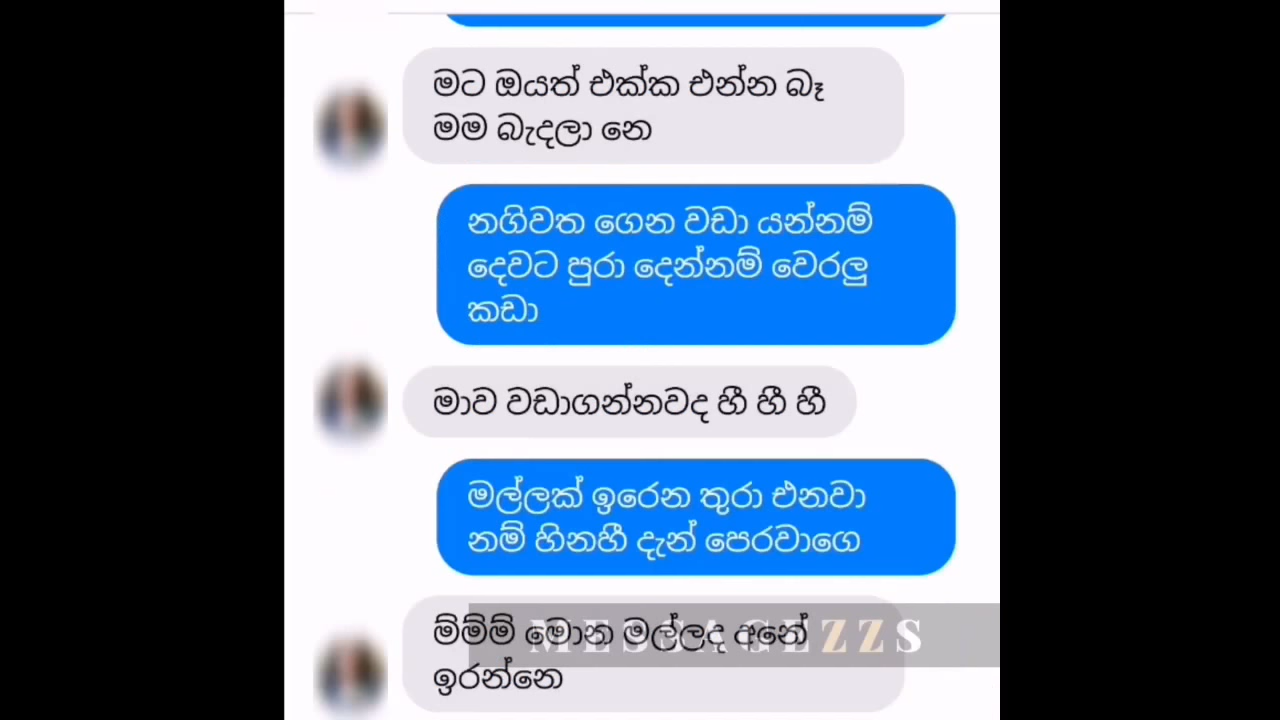 මට ඔයත් එක්ක එන්න බෑ
මම බැදලා නෙ
නගිවත ගෙන වඩා යන්නම්
දෙවට පුරා දෙන්නම් වෙරලු
කඩා
මාව වඩාගන්නවද හී හී හී
මල්ලක් ඉරෙන තුරා එනවා
නම් හිනහී දැන් පෙරවාගෙ
ම්ම්ම් මොන මල්ලද අනේ
ඉරන්නෙ
MESSAGEZZS